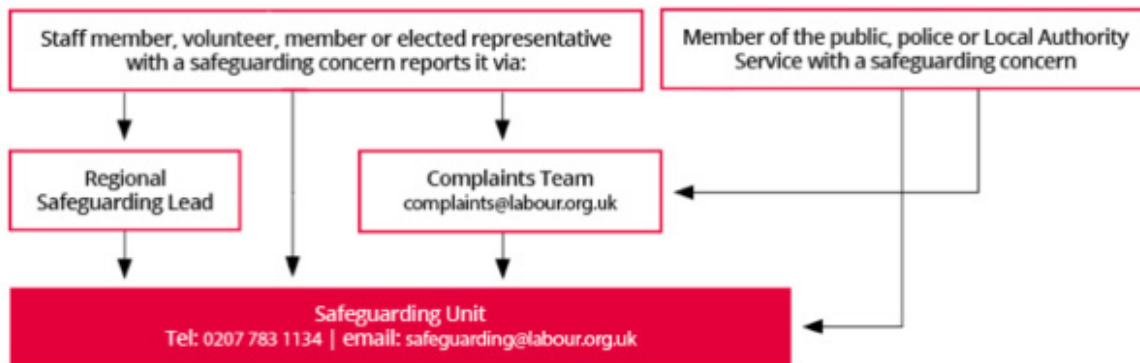 Staff member, volunteer, member or elected representative
with a safeguarding concern reports it via:
Member of the public, police or Local Authority
Service with a safeguarding concern
Regional
Safeguarding Lead
Complaints Team
complaints@labour.org.uk
Safeguarding Unit
Tel: 0207 783 1134 | email: safeguarding@labour.org.uk